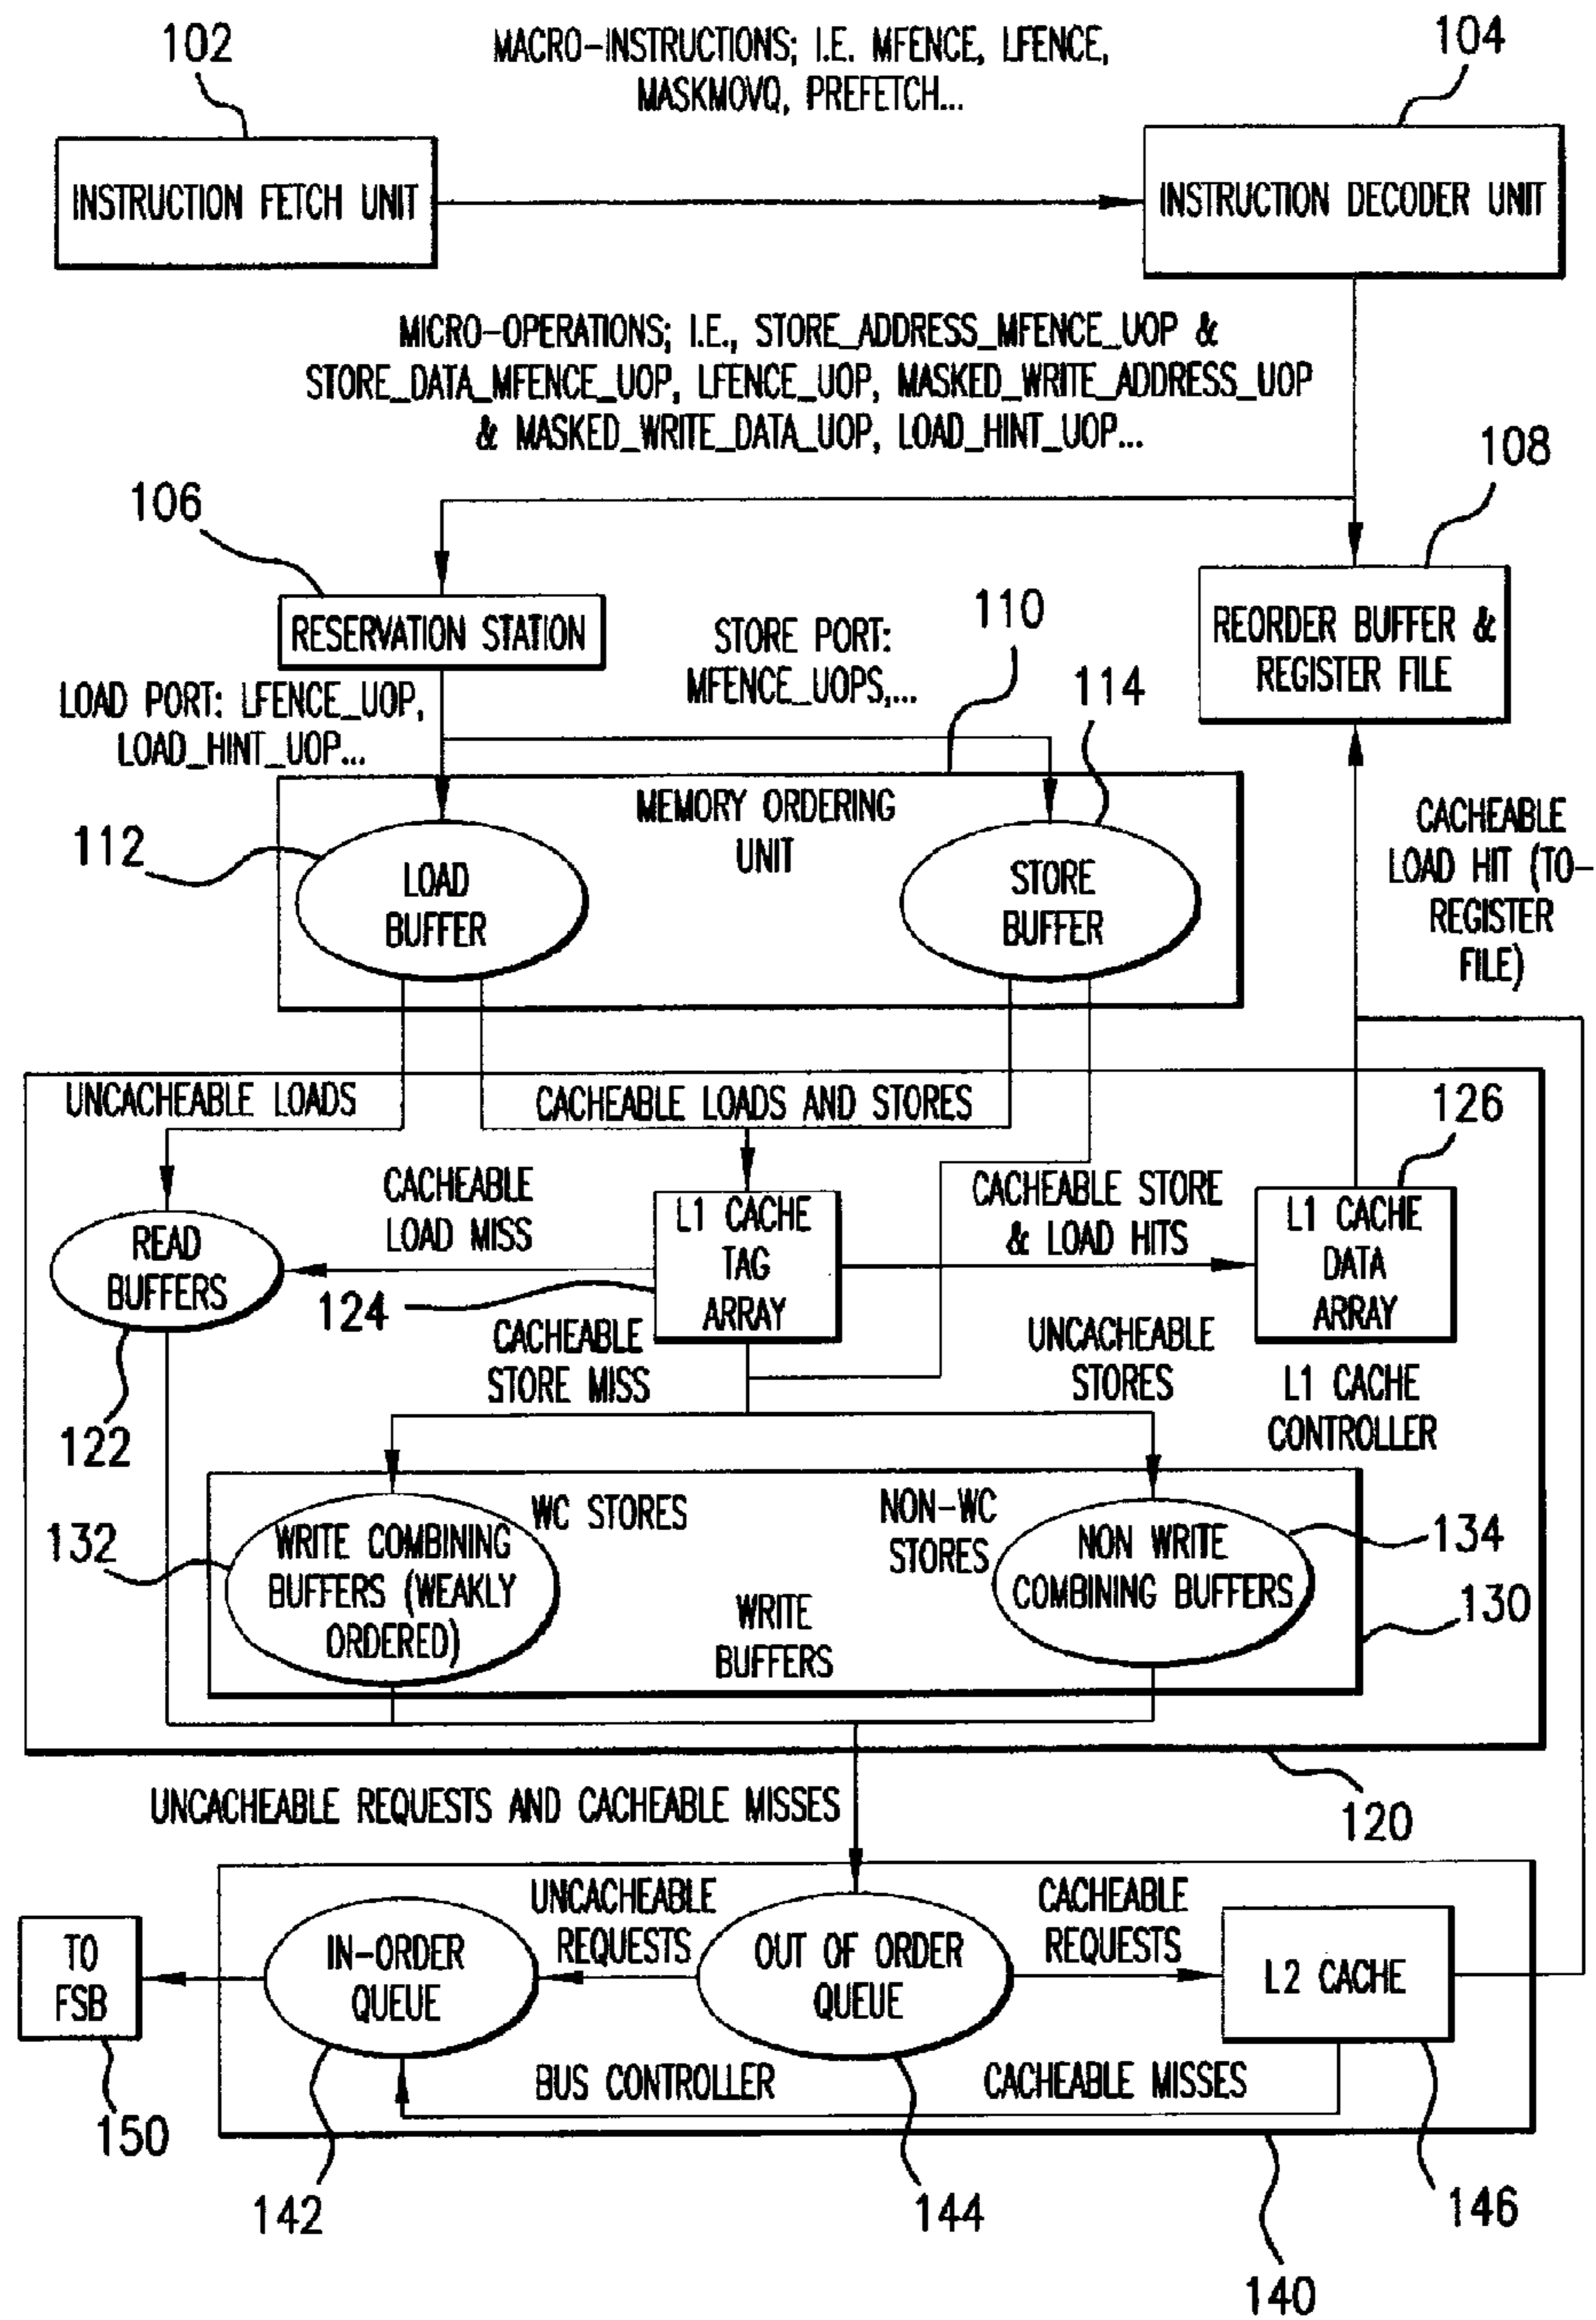 102
MACRO-INSTRUCTIONS; I.E. MFENCE, LFENCE,
MASKMOVQ, PREFETCH...
104
INSTRUCTION FETCH UNIT
INSTRUCTION DECODER UNIT
MICRO-OPERATIONS; I.E., STORE_ADDRESS_MFENCE_UOP &
STORE_DATA_MFENCE_UOP, LFENCE_UOP, MASKED_WRITE_ADDRESS_UOP
& MASKED_WRITE_DATA_UOP, LOAD_HINT_UOP...
106
108
RESERVATION STATION
STORE PORT:
MFENCE_UOPS,...
110
114
REORDER BUFFER &
REGISTER FILE
LOAD PORT: LFENCE_UOP,
LOAD_HINT_UOP...
MEMORY ORDERING
UNIT
112
LOAD
BUFFER
STORE
BUFFER
CACHEABLE
LOAD HIT (TO-
REGISTER
FILE)
UNCACHEABLE LOADS
CACHEABLE LOADS AND STORES
126
CACHEABLE
LOAD MISS
L1 CACHE
TAG
ARRAY
CACHEABLE STORE
& LOAD HITS
L1 CACHE
DATA
ARRAY
READ
BUFFERS
124
CACHEABLE
STORE MISS
UNCACHEABLE
STORES
L1 CACHE
CONTROLLER
122
WC STORES
NON-WC
STORES
132
WRITE COMBINING
BUFFERS (WEAKLY
ORDERED)
NON WRITE
COMBINING BUFFERS
134
130
WRITE
BUFFERS
UNCACHEABLE REQUESTS AND CACHEABLE MISSES
120
TO
FSB
IN-ORDER
QUEUE
UNCACHEABLE
REQUESTS
OUT OF ORDER
QUEUE
CACHEABLE
REQUESTS
L2 CACHE
BUS CONTROLLER
CACHEABLE MISSES
150
142
144
146
140